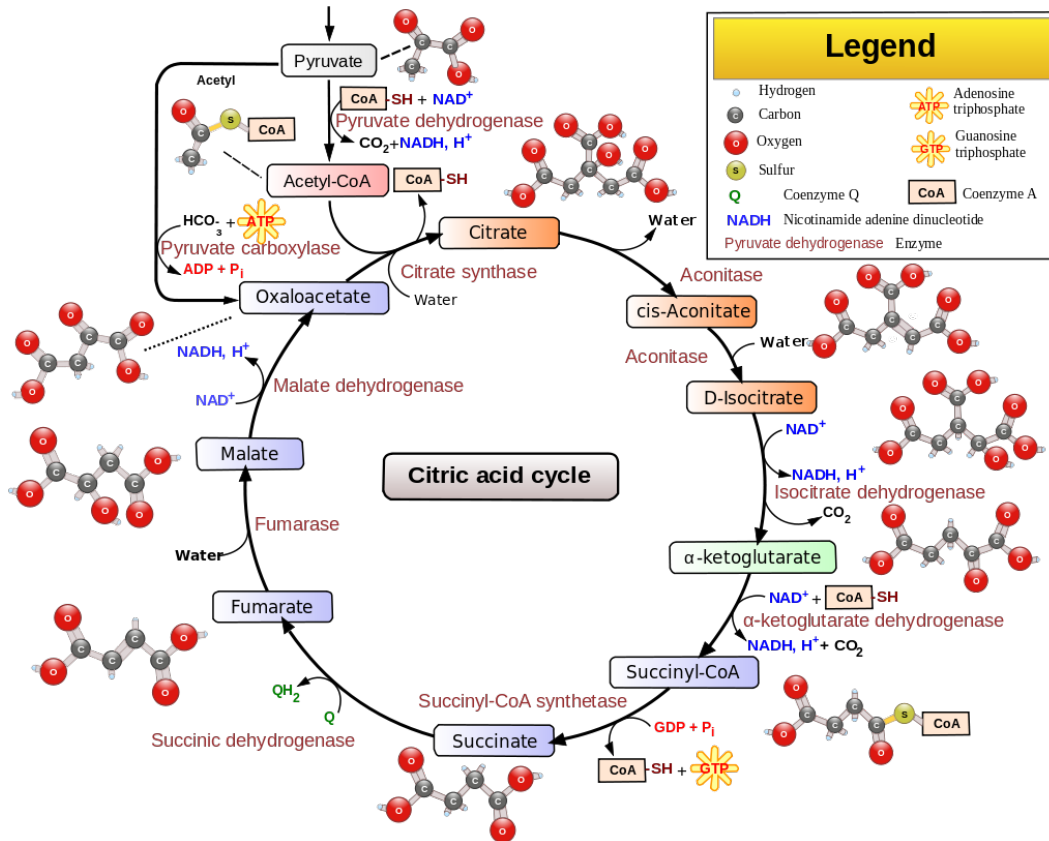 Legend
Hydrogen
Carbon
Oxygen
S Sulfur
Q Coenzyme Q
NADH Nicotinamide adenine dinucleotide
Pyruvate dehydrogenase Enzyme
ATP Adenosine
triphosphate
GTP Guanosine
triphosphate
CoA Coenzyme A
Pyruvate
Acetyl
CoA -SH + NAD+
Pyruvate dehydrogenase
CO2+NADH, H+
S CoA
Acetyl-CoA
CoA -SH
HCO3- + ATP
Pyruvate carboxylase
ADP + Pi
Citrate
Water
Citrate synthase
Water
Oxaloacetate
Aconitase
cis-Aconitate
Aconitase
Water
D-Isocitrate
NAD+
NADH, H+
Isocitrate dehydrogenase
CO2
α-ketoglutarate
NAD+ + CoA -SH
α-ketoglutarate dehydrogenase
NADH, H+ + CO2
Succinyl-CoA
S CoA
Succinyl-CoA synthetase
GDP + Pi
CoA -SH + GTP
Succinate
Succinic dehydrogenase
Q
QH2
Fumarate
Water
Fumarase
Malate
NAD+
Malate dehydrogenase
NADH, H+
Citric acid cycle